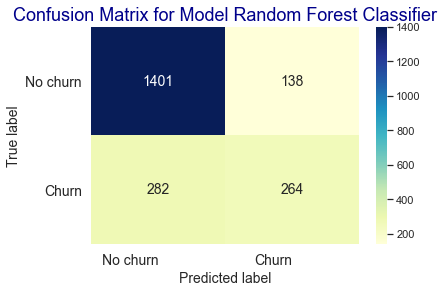 Confusion Matrix for Model Random Forest Classifier
No churn
1401
138
Churn
282
264
No churn
Churn
True label
Predicted label
1400
1200
1000
800
600
400
200